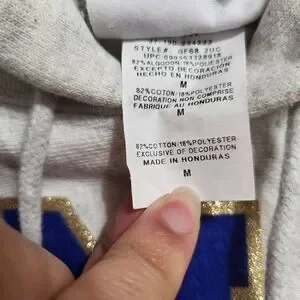 STYLE# GF68 2UC
82%ALGODON/18%POLIESTER
EXCEPTO DECORACION
HECHO EN HONDURAS
M
82%COTTON/18%POLYESTER
DECORATION NON COMPRISE
FABRIQUE AU HONDURAS
M
82%COTTON/18%POLYESTER
EXCLUSIVE OF DECORATION
MADE IN HONDURAS
M